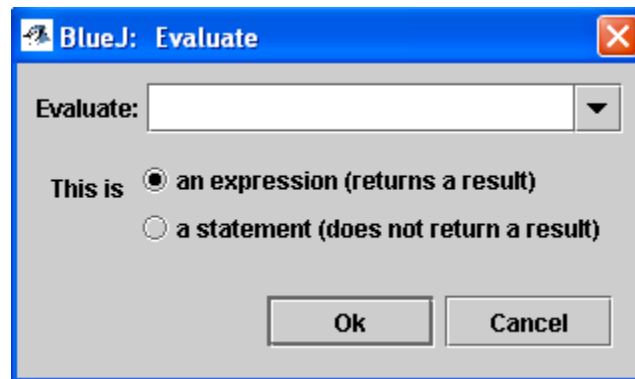 BlueJ: Evaluate
Evaluate:
This is
an expression (returns a result)
a statement (does not return a result)
Ok Cancel